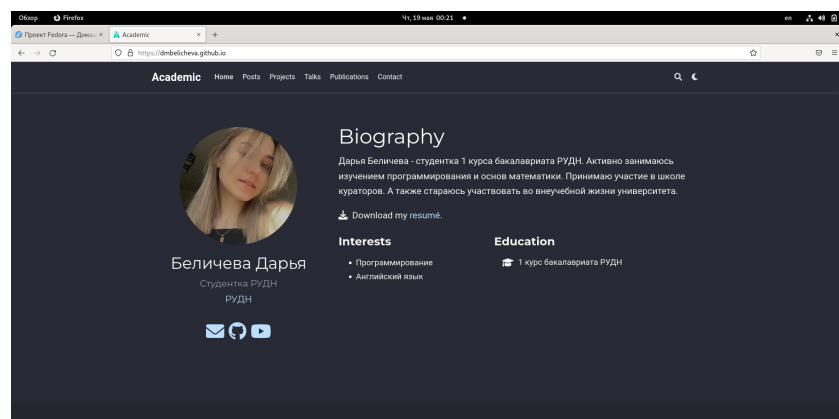 Обзор Firefox Чт, 19 мая 00:21 en
Проект Fedora — Домаш × Academic × +
https://dmbelicheva.github.io
Academic Home Posts Projects Talks Publications Contact
Biography
Дарья Беличева - студентка 1 курса бакалавриата РУДН. Активно занимаюсь
изучением программирования и основ математики. Принимаю участие в школе
кураторов. А также стараюсь участвовать во внеучебной жизни университета.
Download my resumé.
Interests
Программирование
Английский язык
Education
1 курс бакалавриата РУДН
Беличева Дарья
Студентка РУДН
РУДН